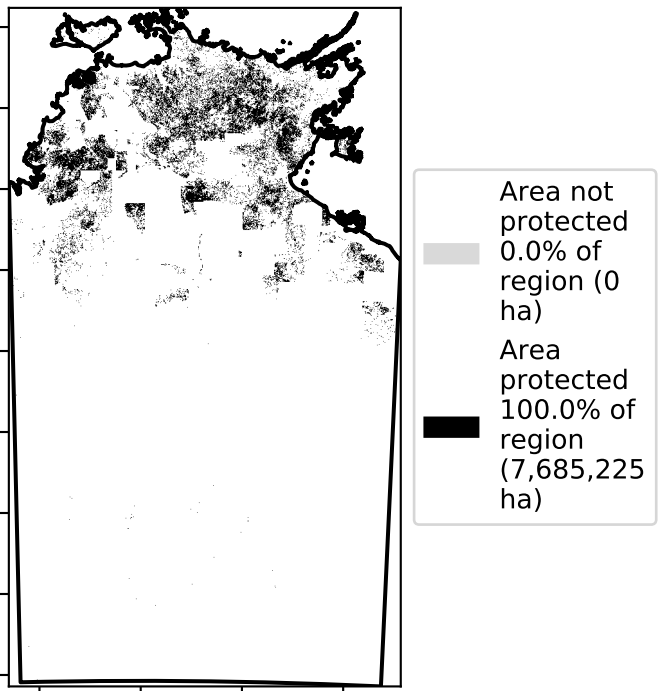 Area not
protected
0.0% of
region (0
ha)
Area
protected
100.0% of
region
(7,685,225
ha)